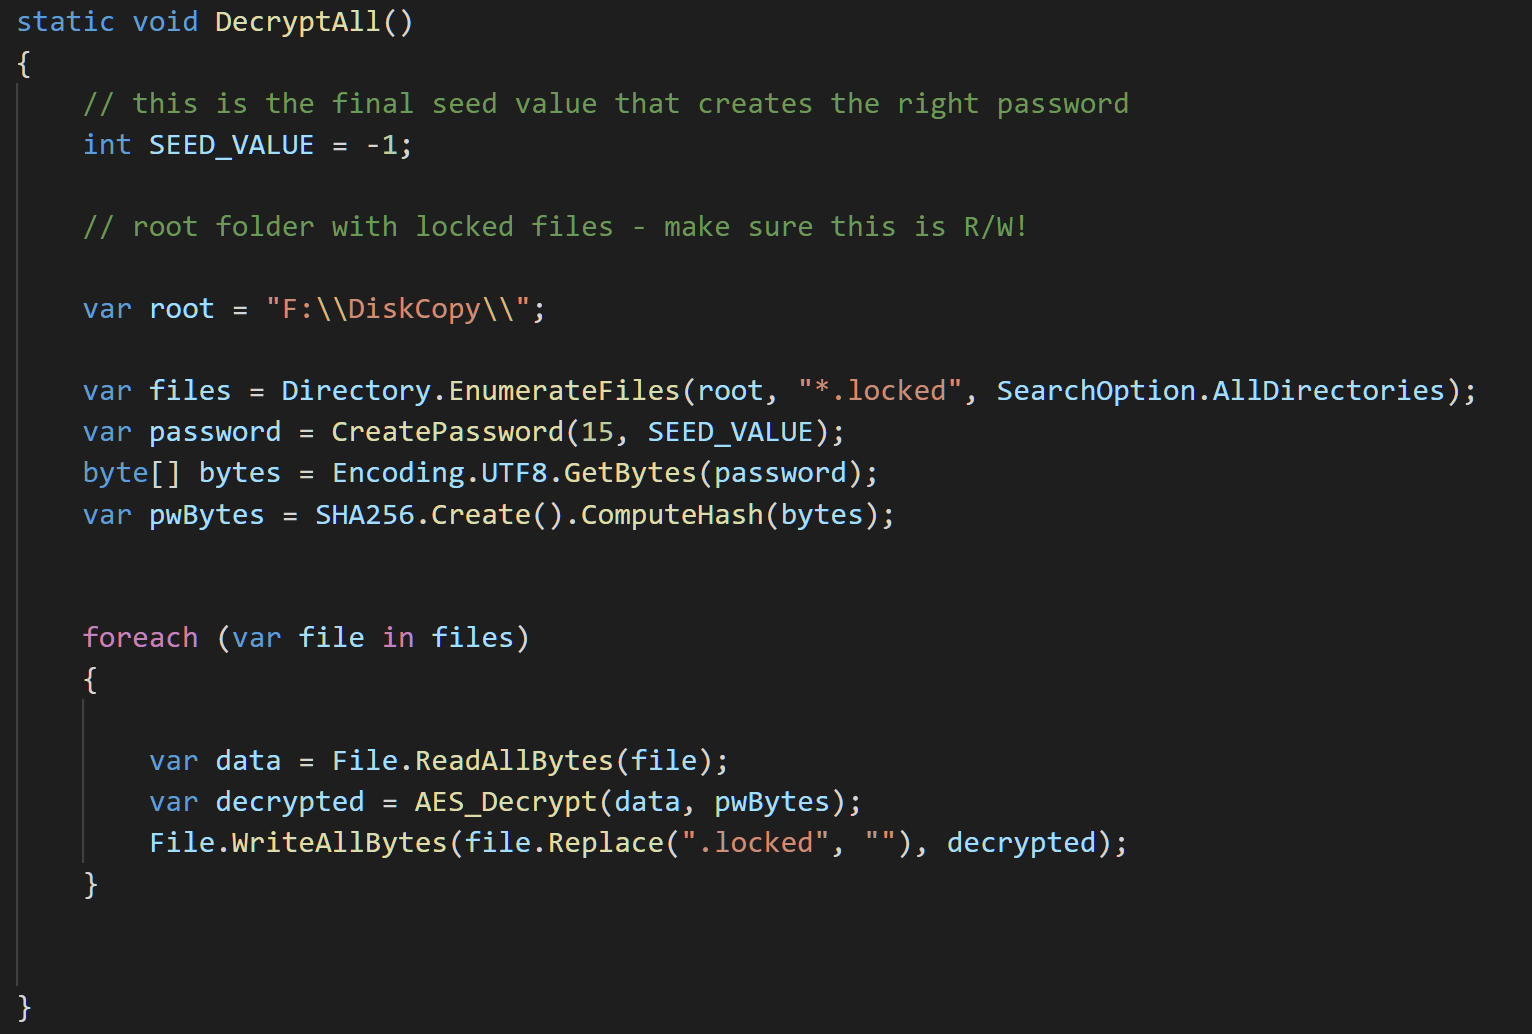 static void DecryptAll()
{
    // this is the final seed value that creates the right password
    int SEED_VALUE = -1;
    // root folder with locked files - make sure this is R/W!
    var root = "F:\\DiskCopy\\";
    var files = Directory.EnumerateFiles(root, "*.locked", SearchOption.AllDirectories);
    var password = CreatePassword(15, SEED_VALUE);
    byte[] bytes = Encoding.UTF8.GetBytes(password);
    var pwBytes = SHA256.Create().ComputeHash(bytes);
    foreach (var file in files)
    {
        var data = File.ReadAllBytes(file);
        var decrypted = AES_Decrypt(data, pwBytes);
        File.WriteAllBytes(file.Replace(".locked", ""), decrypted);
    }
}